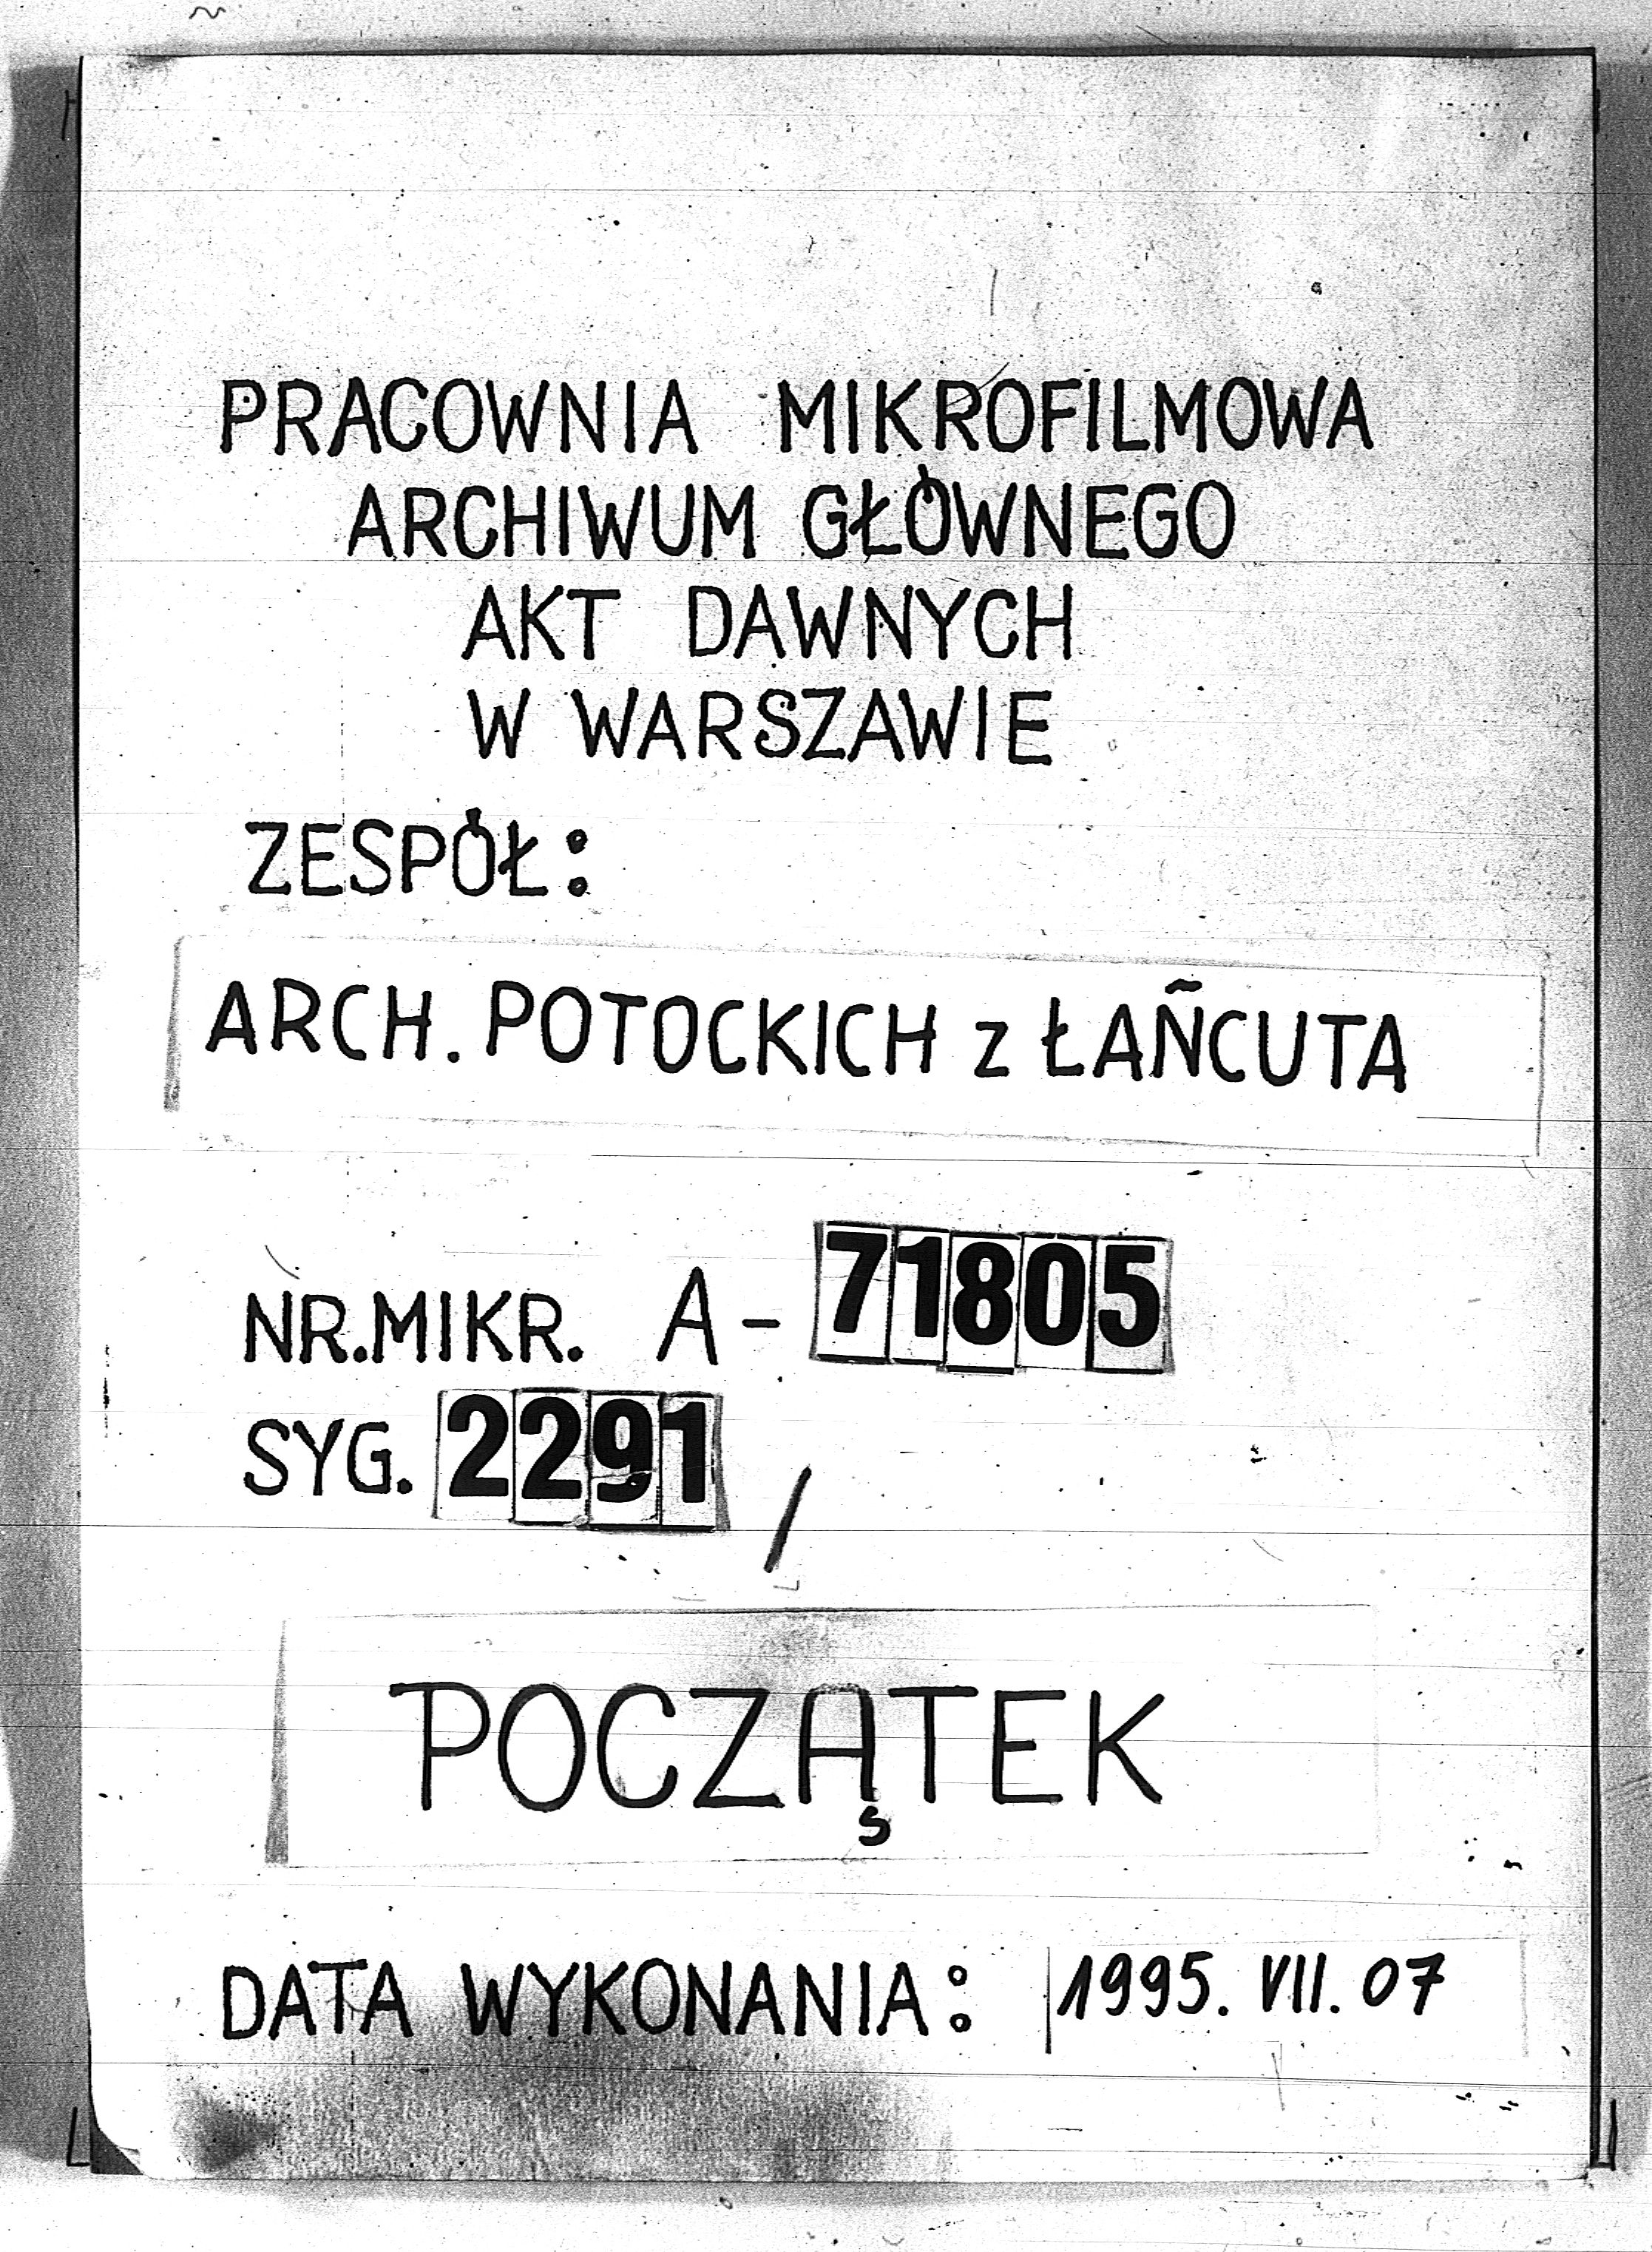 PRACOWNIA MIKROFILMOWA
ARCHIWUM GŁÓWNEGO
AKT DAWNYCH
W WARSZAWIE
ZESPÓŁ:
ARCH. POTOCKICH z ŁAŃCUTA
NR.MIKR. A-71805
SYG. 2291 /
POCZĄTEK
DATA WYKONANIA: 1995. VII. 07